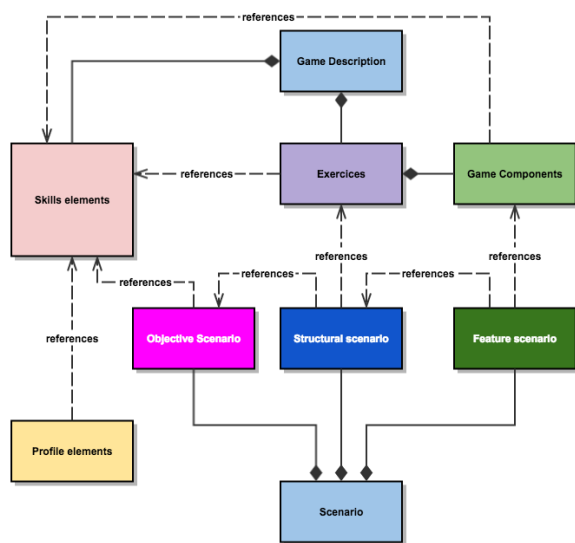 references
Game Description
Skills elements
references
Exercices
Game Components
references
references
references
references
references
Objective Scenario
Structural scenario
Feature scenario
references
Profile elements
Scenario